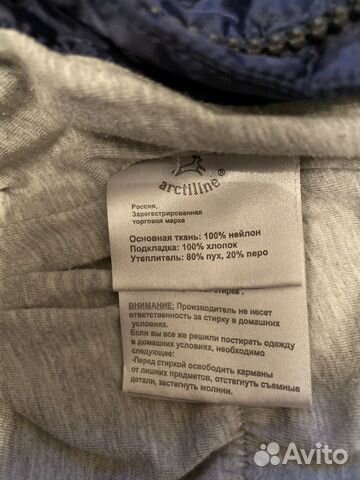 arctiline®
Россия,
Зарегестрированная
торговая марка
Основная ткань: 100% нейлон
Подкладка: 100% хлопок
Утеплитель: 80% пух, 20% перо
стирке .
ВНИМАНИЕ: Производитель не несет
ответственность за стирку в домашних
условиях.
Если вы все же решили постирать одежду
в домашних условиях, необходимо
следующее:
-Перед стиркой освободить карманы
от лишних предметов, отстегнуть съемные
детали, застегнуть молнии.
Avito